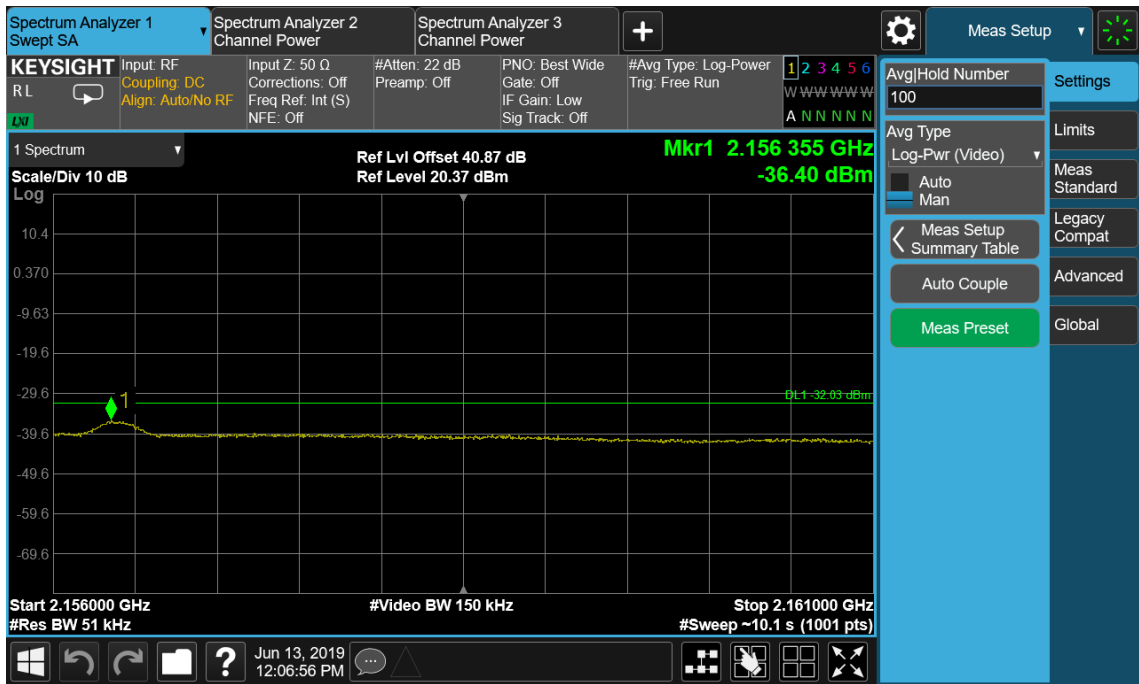 Spectrum Analyzer 1
Swept SA
Spectrum Analyzer 2
Channel Power
Spectrum Analyzer 3
Channel Power
+
Meas Setup
KEYSIGHT
R L
LXI
Input: RF
Coupling: DC
Align: Auto/No RF
Input Z: 50 Ω
Corrections: Off
Freq Ref: Int (S)
NFE: Off
#Atten: 22 dB
Preamp: Off
PNO: Best Wide
Gate: Off
IF Gain: Low
Sig Track: Off
#Avg Type: Log-Power
Trig: Free Run
1 2 3 4 5 6
W W W W W W
A N N N N N
Avg|Hold Number
100
Avg Type
Log-Pwr (Video)
Auto
Man
Meas Setup
Summary Table
Auto Couple
Meas Preset
Settings
Limits
Meas
Standard
Legacy
Compat
Advanced
Global
1 Spectrum
Scale/Div 10 dB
Log
Ref Lvl Offset 40.87 dB
Ref Level 20.37 dBm
Mkr1 2.156 355 GHz
-36.40 dBm
10.4
0.370
-9.63
-19.6
-29.6
-39.6
-49.6
-59.6
-69.6
1
DL1 -32.03 dBm
Start 2.156000 GHz
#Res BW 51 kHz
#Video BW 150 kHz
Stop 2.161000 GHz
#Sweep ~10.1 s (1001 pts)
?
Jun 13, 2019
12:06:56 PM